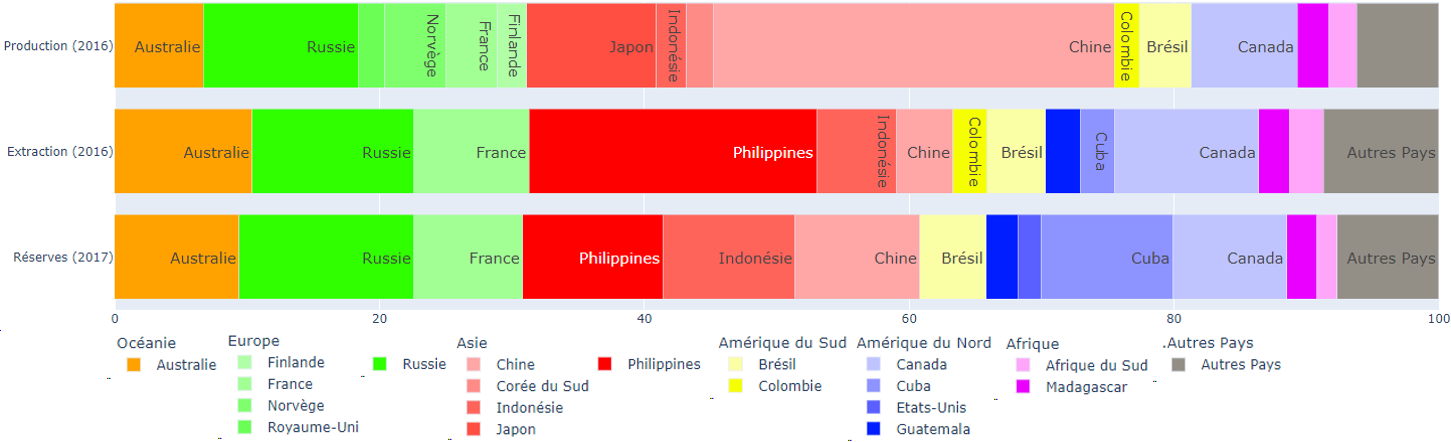 Production (2016) Australie Russie Norvège France Finlande Japon Indonésie Chine Colombie Brésil Canada
Extraction (2016) Australie Russie France Philippines Indonésie Chine Colombie Brésil Cuba Canada Autres Pays
Réserves (2017) Australie Russie France Philippines Indonésie Chine Brésil Cuba Canada Autres Pays
0 20 40 60 80 100
Océanie
Australie
Europe
Finlande
France
Norvège
Royaume-Uni
Russie
Asie
Chine
Corée du Sud
Indonésie
Japon
Philippines
Amérique du Sud
Brésil
Colombie
Amérique du Nord
Canada
Cuba
Etats-Unis
Guatemala
Afrique
Afrique du Sud
Madagascar
.Autres Pays
Autres Pays